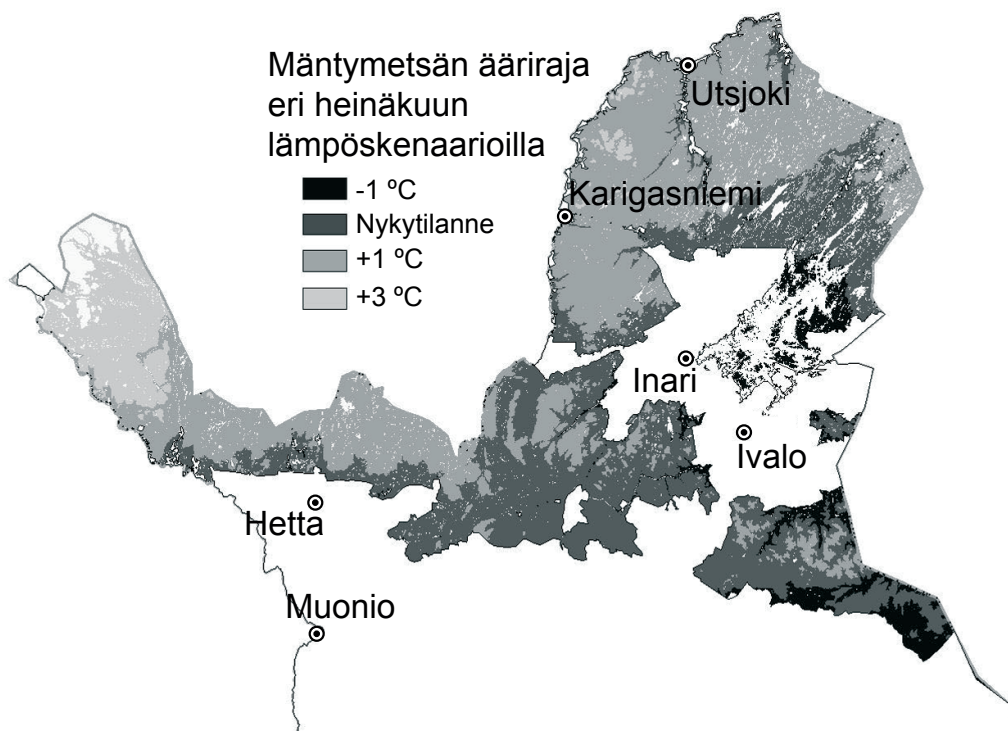 Mäntymetsän ääriraja
eri heinäkuun
lämpöskenaarioilla
-1 ºC
Nykytilanne
+1 ºC
+3 ºC
Utsjoki
Karigasniemi
Inari
Ivalo
Hetta
Muonio